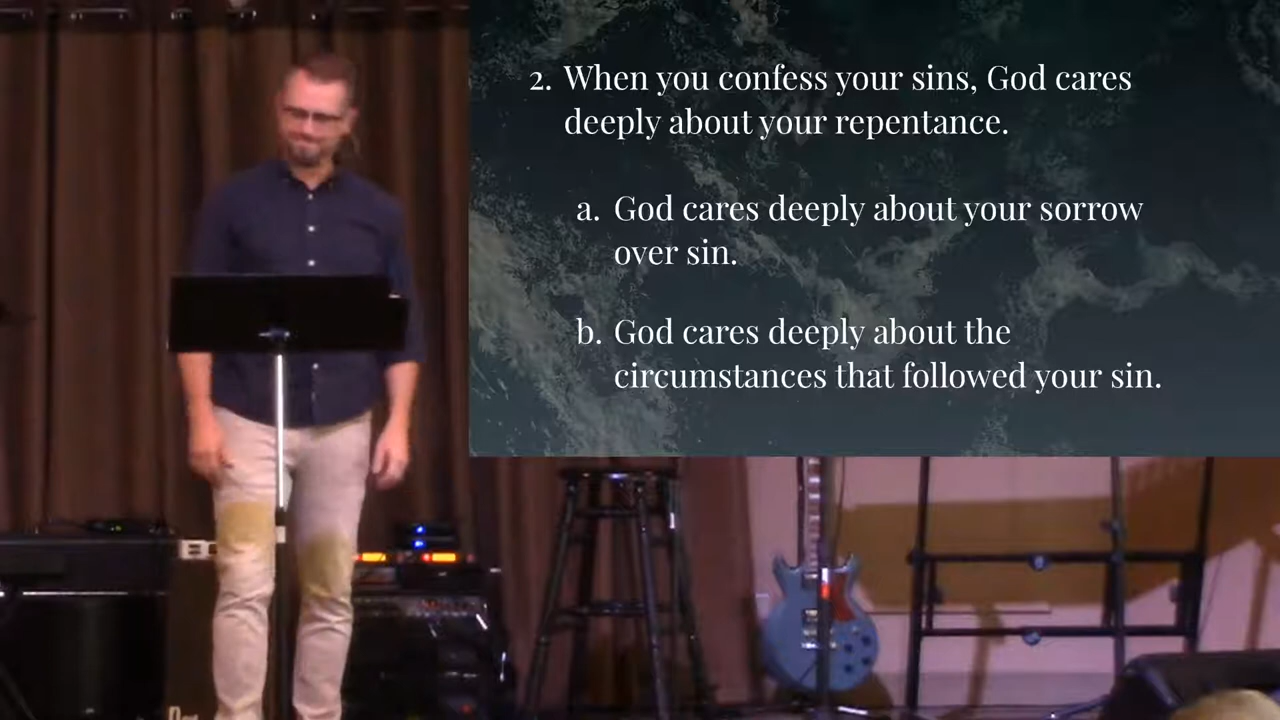 2. When you confess your sins, God cares
deeply about your repentance.
a. God cares deeply about your sorrow
over sin.
b. God cares deeply about the
circumstances that followed your sin.